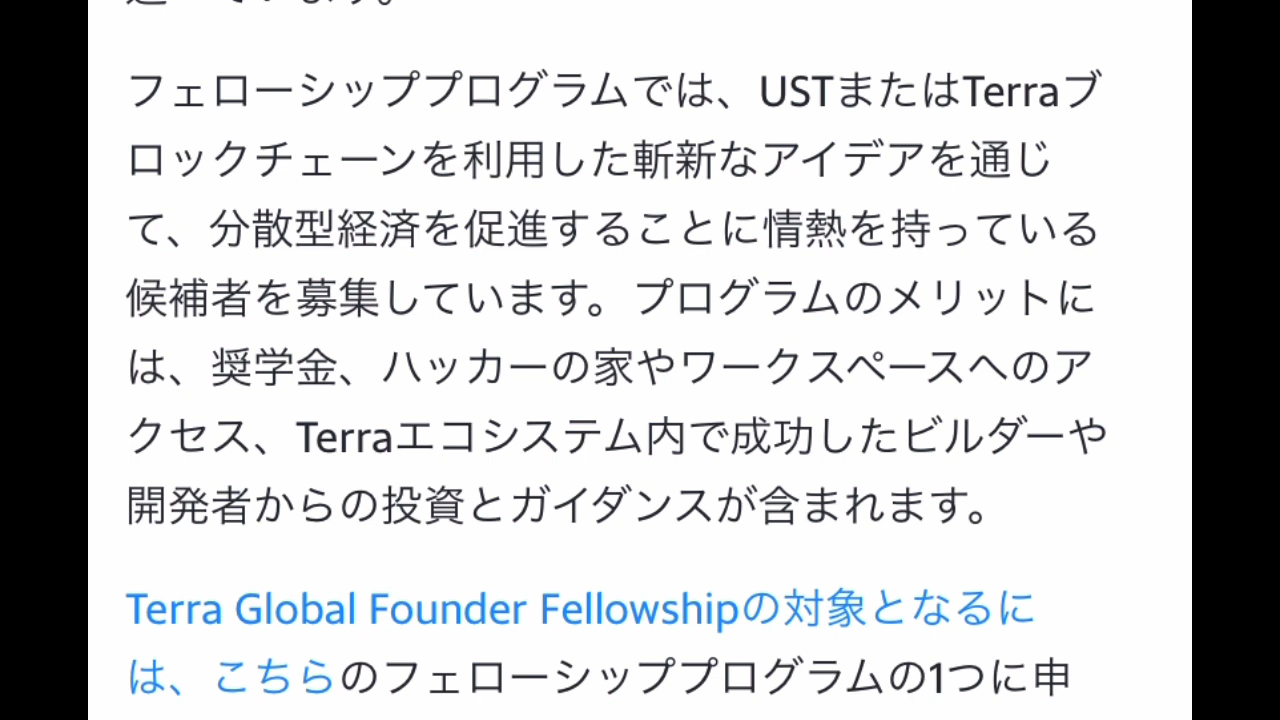 フェローシッププログラムでは、USTまたはTerraブ
ロックチェーンを利用した斬新なアイデアを通じ
て、分散型経済を促進することに情熱を持っている
候補者を募集しています。プログラムのメリットに
は、奨学金、ハッカーの家やワークスペースへのア
クセス、Terraエコシステム内で成功したビルダーや
開発者からの投資とガイダンスが含まれます。
Terra Global Founder Fellowshipの対象となるに
は、こちらのフェローシッププログラムの1つに申